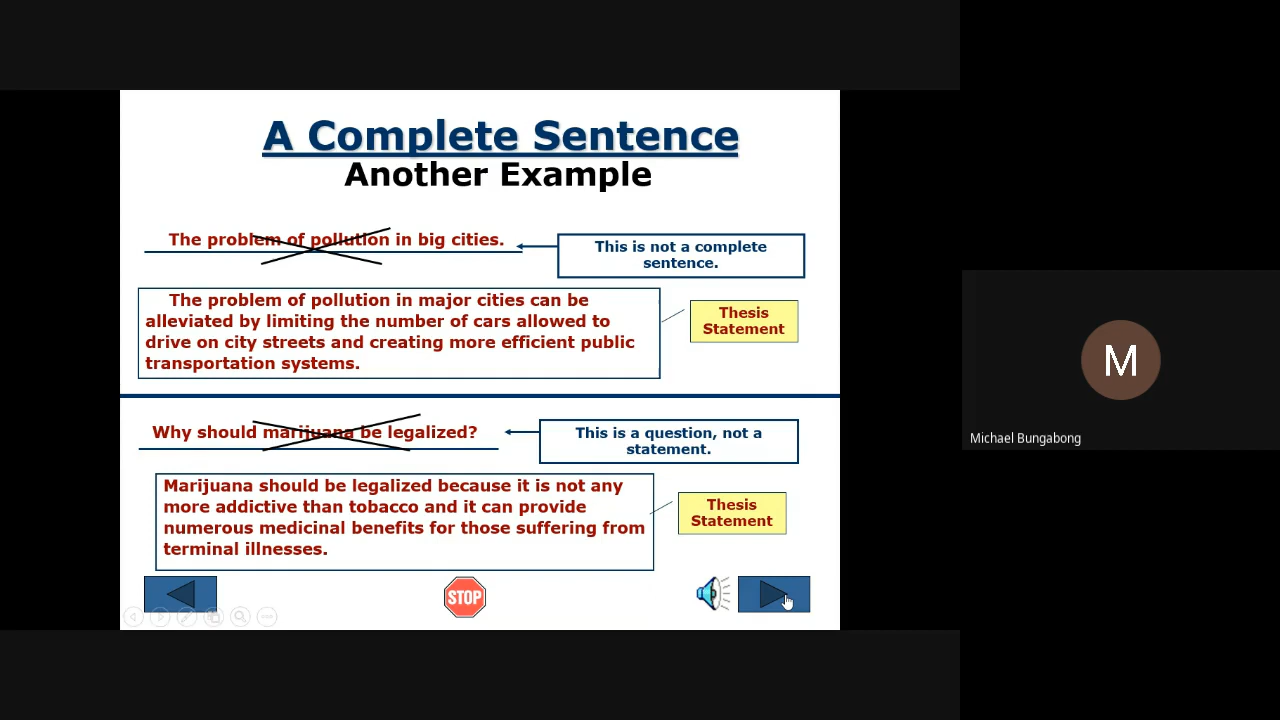 A Complete Sentence
Another Example
The problem of pollution in big cities.
This is not a complete
sentence.
The problem of pollution in major cities can be
alleviated by limiting the number of cars allowed to
drive on city streets and creating more efficient public
transportation systems.
Thesis
Statement
Why should marijuana be legalized?
This is a question, not a
statement.
Marijuana should be legalized because it is not any
more addictive than tobacco and it can provide
numerous medicinal benefits for those suffering from
terminal illnesses.
Thesis
Statement
STOP
M
Michael Bungabong